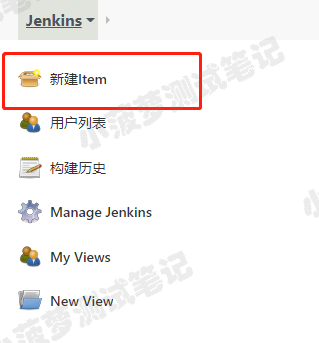 Jenkins
新建Item
用户列表
构建历史
Manage Jenkins
My Views
New View
小菠萝测试笔记
小菠萝测试笔记
小